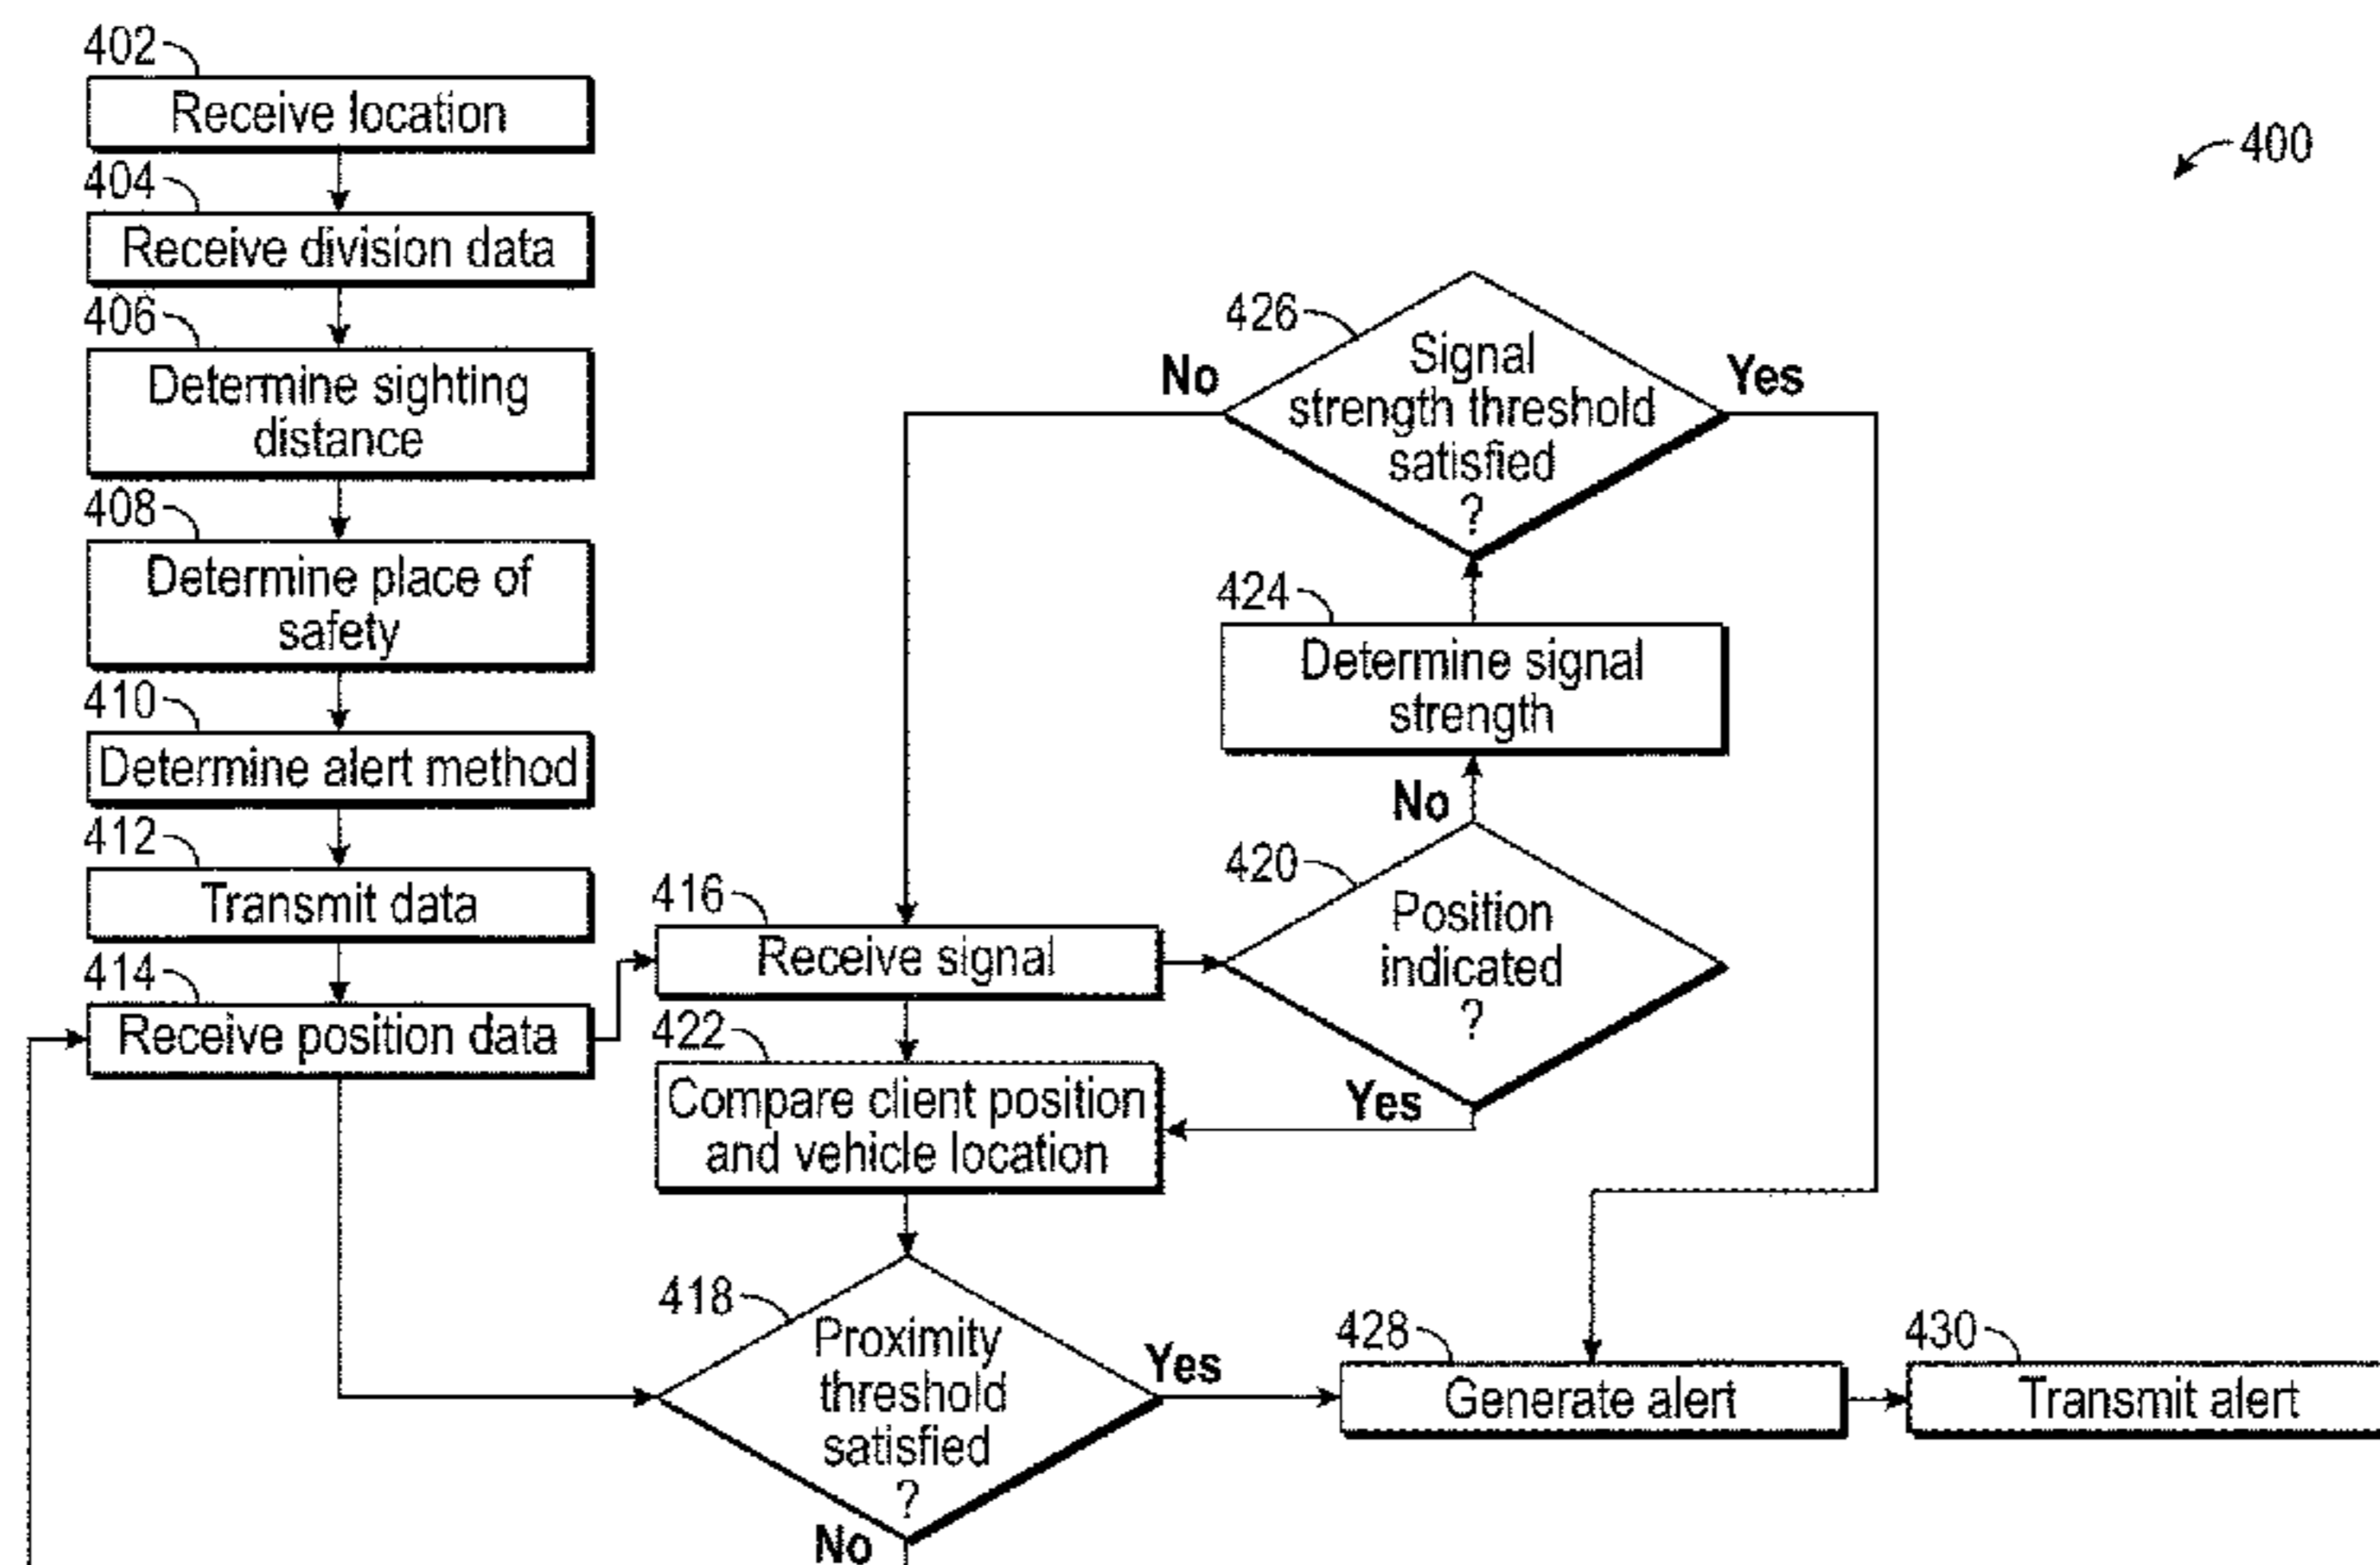 402
Receive location
404
Receive division data
406
Determine sighting
distance
408
Determine place of
safety
410
Determine alert method
412
Transmit data
414
Receive position data
400
426
No
Signal
strength threshold
satisfied
?
Yes
424
Determine signal
strength
No
420
Position
indicated
?
Yes
416
Receive signal
422
Compare client position
and vehicle location
418
Proximity
threshold
satisfied
?
Yes
No
428
Generate alert
430
Transmit alert